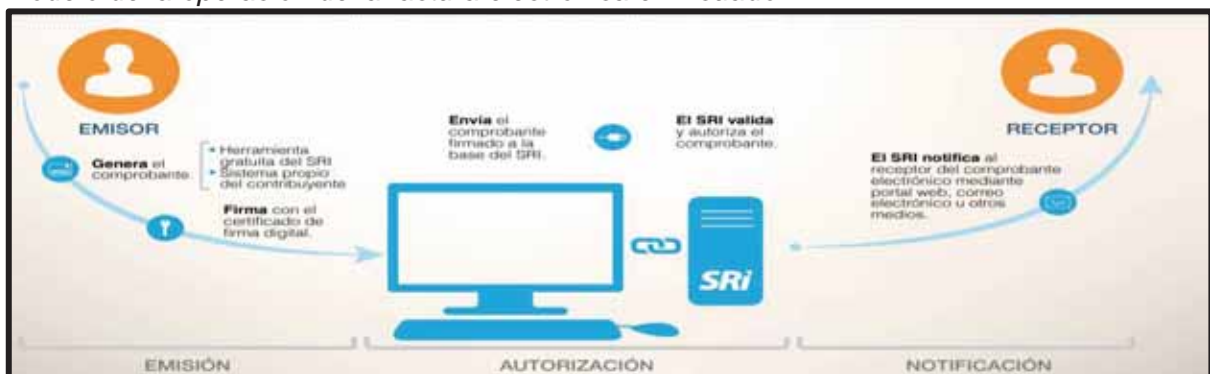 EMISOR
Genera el
comprobante.
Herramienta
gratuita del SRI
Sistema propio
del contribuyente
Firma con el
certificado de
firma digital.
Envía el
comprobante
firmado a la
base del SRI.
El SRI valida
y autoriza el
comprobante.
SRi
RECEPTOR
El SRI notifica al
receptor del comprobante
electrónico mediante
portal web, correo
electrónico u otros
medios.
EMISIÓN
AUTORIZACIÓN
NOTIFICACIÓN